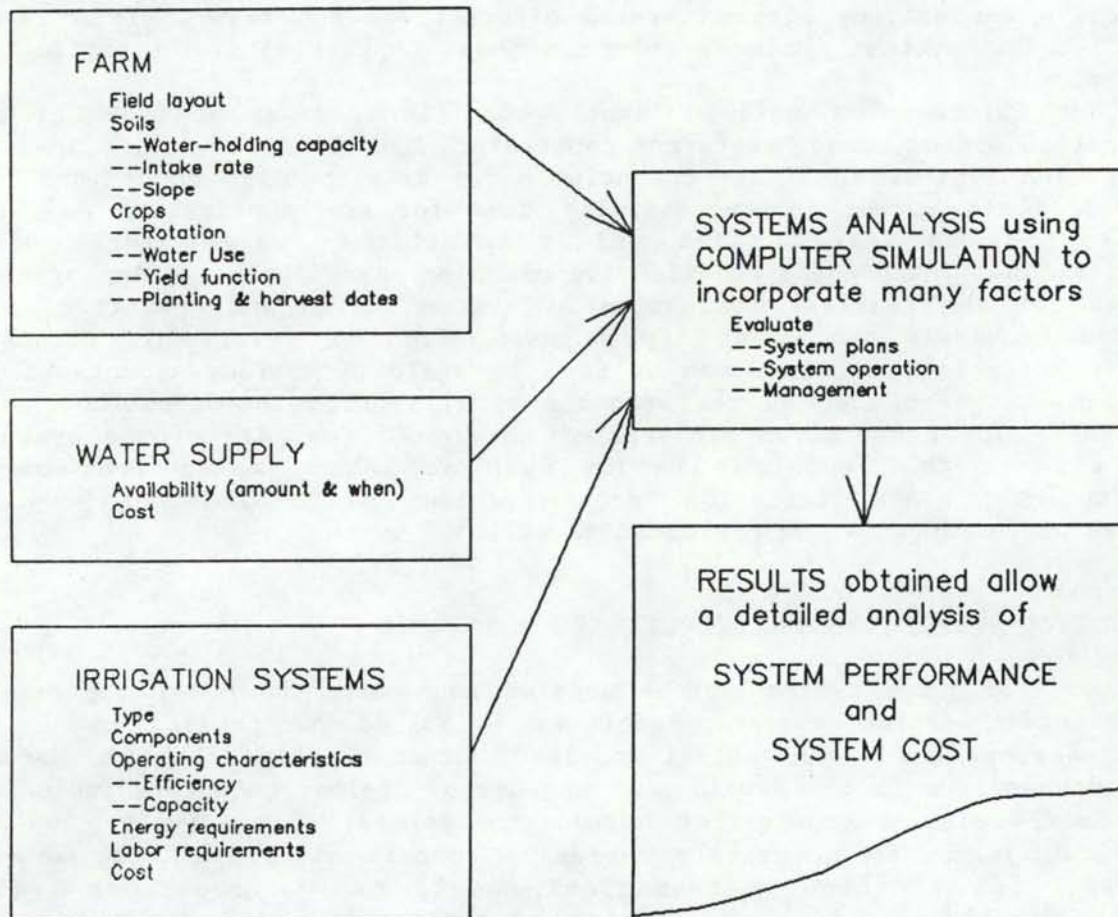 FARM
Field layout
Soils
--Water-holding capacity
--Intake rate
--Slope
Crops
--Rotation
--Water Use
--Yield function
--Planting & harvest dates
WATER SUPPLY
Availability (amount & when)
Cost
IRRIGATION SYSTEMS
Type
Components
Operating characteristics
--Efficiency
--Capacity
Energy requirements
Labor requirements
Cost
SYSTEMS ANALYSIS using
COMPUTER SIMULATION to
incorporate many factors
Evaluate
--System plans
--System operation
--Management
RESULTS obtained allow
a detailed analysis of
SYSTEM PERFORMANCE
and
SYSTEM COST